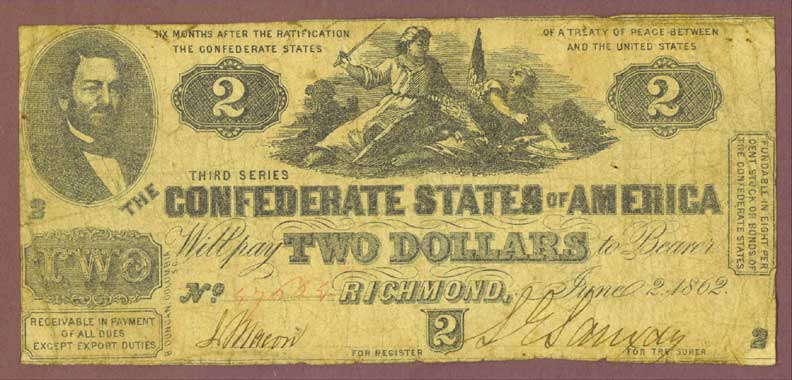 SIX MONTHS AFTER THE RATIFICATION OF A TREATY OF PEACE BETWEEN
THE CONFEDERATE STATES AND THE UNITED STATES
2 2
THIRD SERIES
THE CONFEDERATE STATES OF AMERICA
Will pay TWO DOLLARS to Bearer
No.
RICHMOND, June 2, 1862.
2
TWO
RECEIVABLE IN PAYMENT
OF ALL DUES
EXCEPT EXPORT DUTIES
B DUNCAN COLUMBIA S.C.
FOR REGISTER
2
FOR TREASURER
FUNDABLE IN EIGHT PER
CENT STOCK OR BONDS OF
THE CONFEDERATE STATES
2